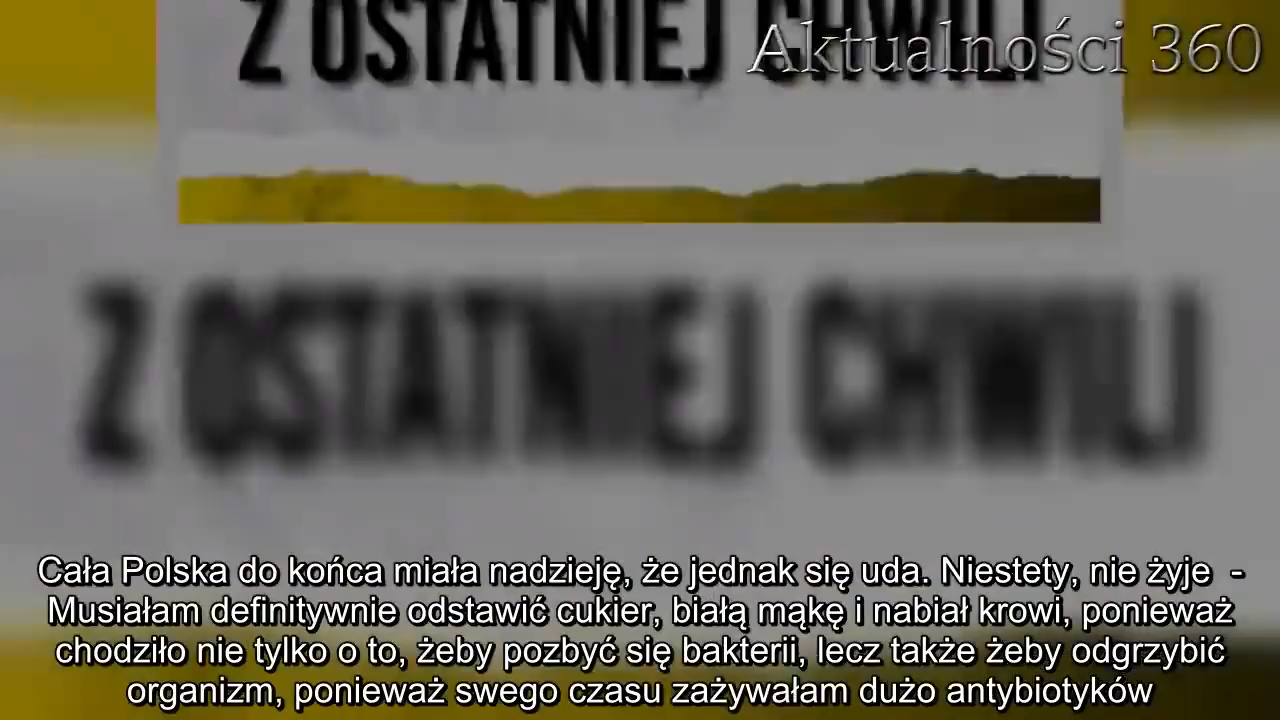 Z OSTATNIEJ CHWILI
Aktualności 360
Z OSTATNIEJ CHWILI
Cała Polska do końca miała nadzieję, że jednak się uda. Niestety, nie żyje -
Musiałam definitywnie odstawić cukier, białą mąkę i nabiał krowi, ponieważ
chodziło nie tylko o to, żeby pozbyć się bakterii, lecz także żeby odgrzybić
organizm, ponieważ swego czasu zażywałam dużo antybiotyków